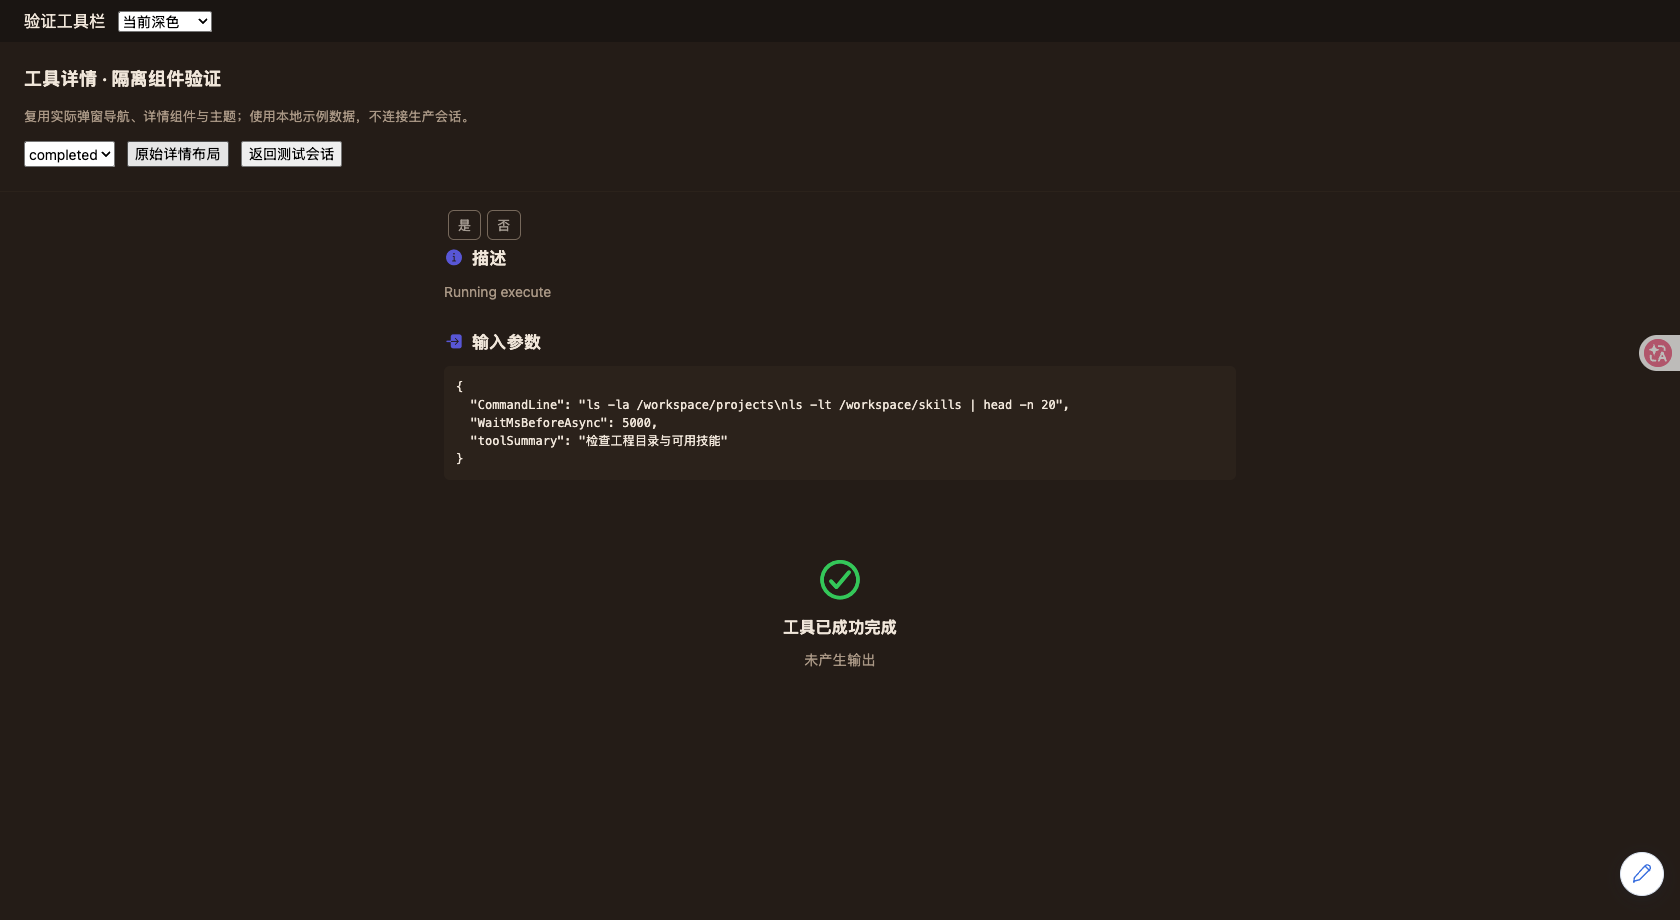 验证工具栏 当前深色
工具详情 · 隔离组件验证
复用实际弹窗导航、详情组件与主题；使用本地示例数据，不连接生产会话。
completed 原始详情布局 返回测试会话
是 否
描述
Running execute
输入参数
{
"CommandLine": "ls -la /workspace/projects\nls -lt /workspace/skills | head -n 20",
"WaitMsBeforeAsync": 5000,
"toolSummary": "检查工程目录与可用技能"
}
工具已成功完成
未产生输出